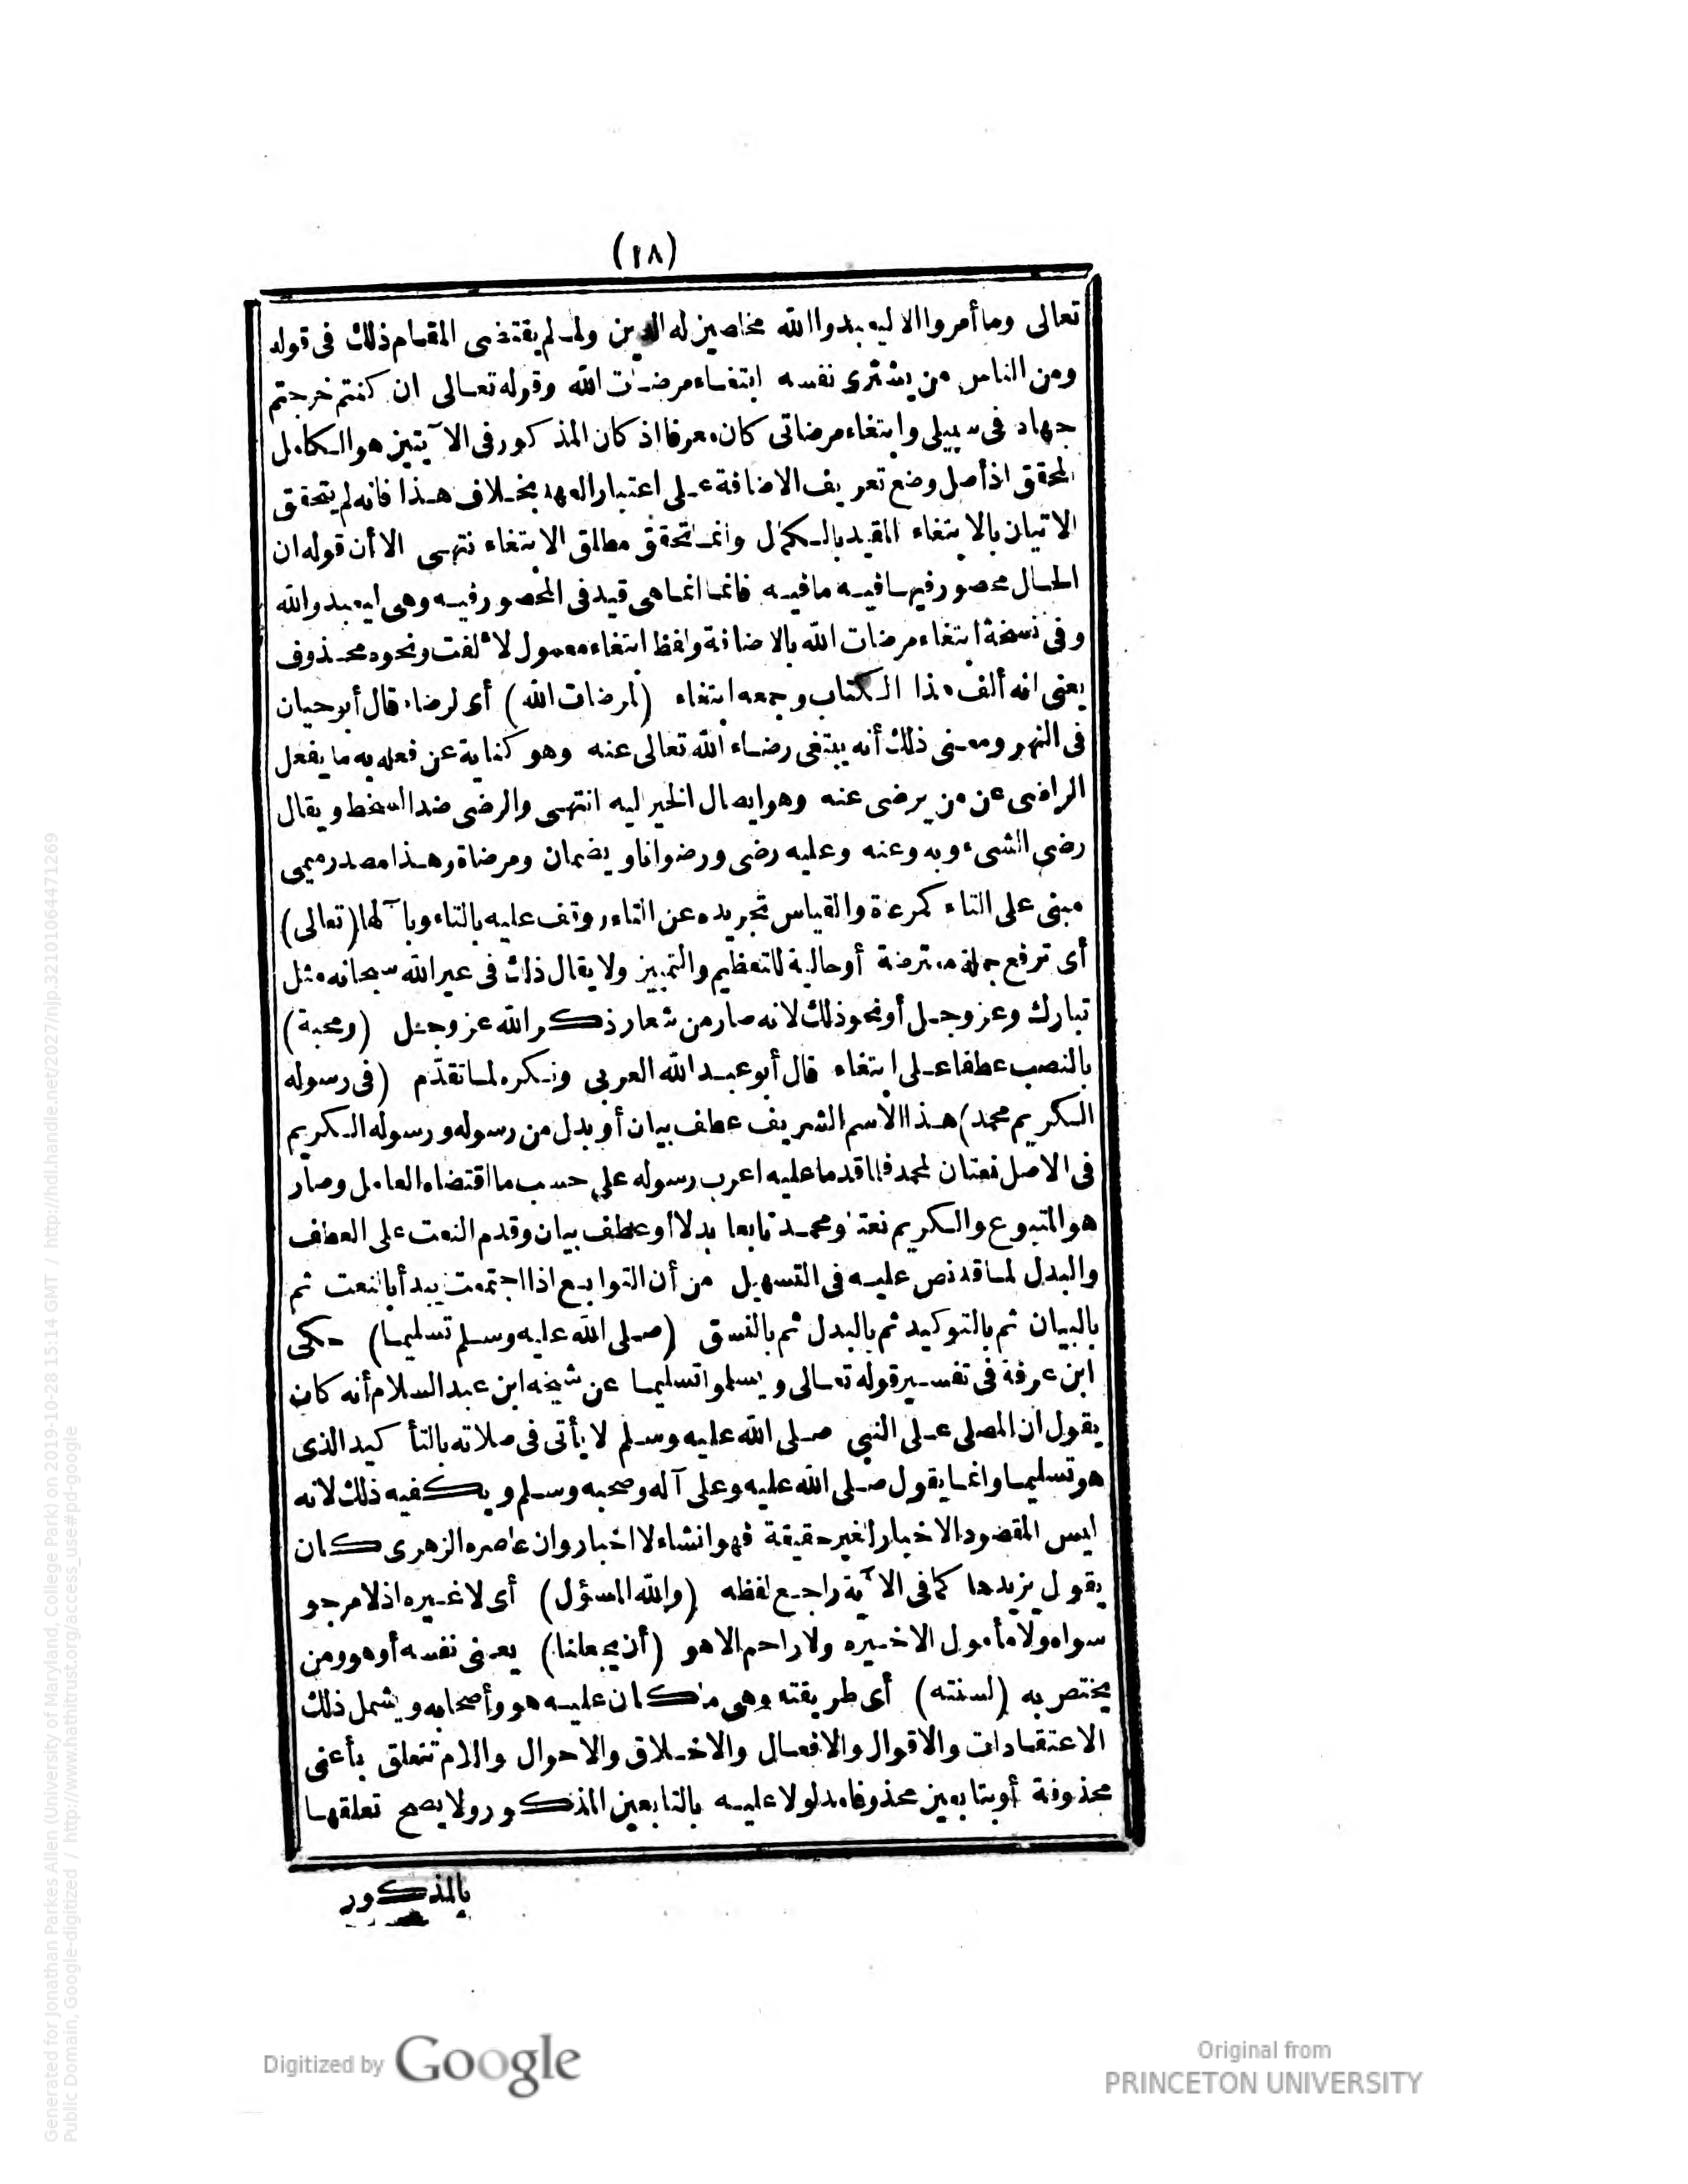 (١٨)
تعالى وما أمروا الا ليعبدوا الله مخلصين له الدين ولما لم يقتضى المقام ذلك فى قوله
ومن الناس من يشترى نفسه ابتغاء مرضات الله وقوله تعالى ان كنتم خرجتم
جهاد فى سبيلى وابتغاء مرضاتى كان معرفا اذ كان المذكور فى الآيتين هو الكامل
المحقق اذ أصل وضع تعريف الاضافة على اعتبار العهد بخلاف هذا فانه لم يتحقق
الاتيان بالابتغاء المقيد بالكمال وانما تحقق مطلق الابتغاء انتهى الا أن قوله ان
الحال محصور فيها فيه ما فيه فانما انما هى قيد فى المحصور فيه وهى ليعبدوا الله
وفى نسخة ابتغاء مرضات الله بالاضافة ولفظ ابتغاء معمول لألفت ونحوه محذوف
يعنى انه ألف هذا الكتاب وجمعه ابتغاء (لمرضات الله) أى لرضاه قال أبو حيان
فى النهر ومعنى ذلك أنه يبتغى رضاء الله تعالى عنه وهو كناية عن فعله به ما يفعل
الراضى عن من يرضى عنه وهو ايصال الخير ليه انتهى والرضى ضد السخط ويقال
رضى الشىء وبه وعنه وعليه رضى ورضوانا ويضمان ومرضاة وهذا مصدر ميمى
مبنى على التاء كمرعاة والقياس تجريده عن التاء ووقف عليه بالتاء وبالهاء (تعالى)
أى ترفع جملة معترضة أو حالية للتعظيم والتمييز ولا يقال ذلك فى غير الله سبحانه مثل
تبارك وعز وجل أو نحو ذلك لانه صار من شعار ذكر الله عز وجل (ومحبة)
بالنصب عطفا على ابتغاء قال أبو عبد الله العربى ونكره لما تقدّم (فى رسوله
الكريم محمد) هذا الاسم الشريف عطف بيان أو بدل من رسوله ورسوله الكريم
فى الاصل نعتان لمحمد فلما قدما عليه اعرب رسوله على حسب ما اقتضاه العامل وصار
هو المتبوع والكريم نعته ومحمد تابعا بدلا أو عطف بيان وقدم النعت على العطف
والبدل لما قد نص عليه فى التسهيل من أن التوابع اذا اجتمعت يبدأ بالنعت ثم
بالبيان ثم بالتوكيد ثم بالبدل ثم بالنسق (صلى الله عليه وسلم تسليما) حكى
ابن عرفة فى تفسير قوله تعالى ويسلموا تسليما عن شيخه ابن عبد السلام أنه كان
يقول ان المصلى على النبى صلى الله عليه وسلم لا يأتى فى صلاته بالتأكيد الذى
هو تسليما وانما يقول صلى الله عليه وعلى آله وصحبه وسلم ويكفيه ذلك لانه
ليس المقصود الاخبار لغير حقيقة فهو انشاء لا اخبار وان عاصره الزهرى كان
يقول يزيدها كما فى الآية راجع لفظه (والله المسؤل) أى لا غيره اذ لا مرجو
سواه ولا مأمول الا خيره ولا راحم الا هو (أن يجعلنا) يعنى نفسه أو هو ومن
يختص به (لسنته) أى طريقته وهى ما كان عليه هو وأصحابه ويشمل ذلك
الاعتقادات والاقوال والافعال والاخلاق والاحوال واللام تتعلق بأعنى
محذوفة أو بتابعين محذوفا مدلولا عليه بالتابعين المذكور ولا يصح تعلقها
بالمذكور
Digitized by Google
Original from
PRINCETON UNIVERSITY
Generated for Jonathan Parkes Allen (University of Maryland, College Park) on 2019-10-28 15:14 GMT / http://hdl.handle.net/2027/njp.32101064471269
Public Domain, Google-digitized / http://www.hathitrust.org/access_use#pd-google